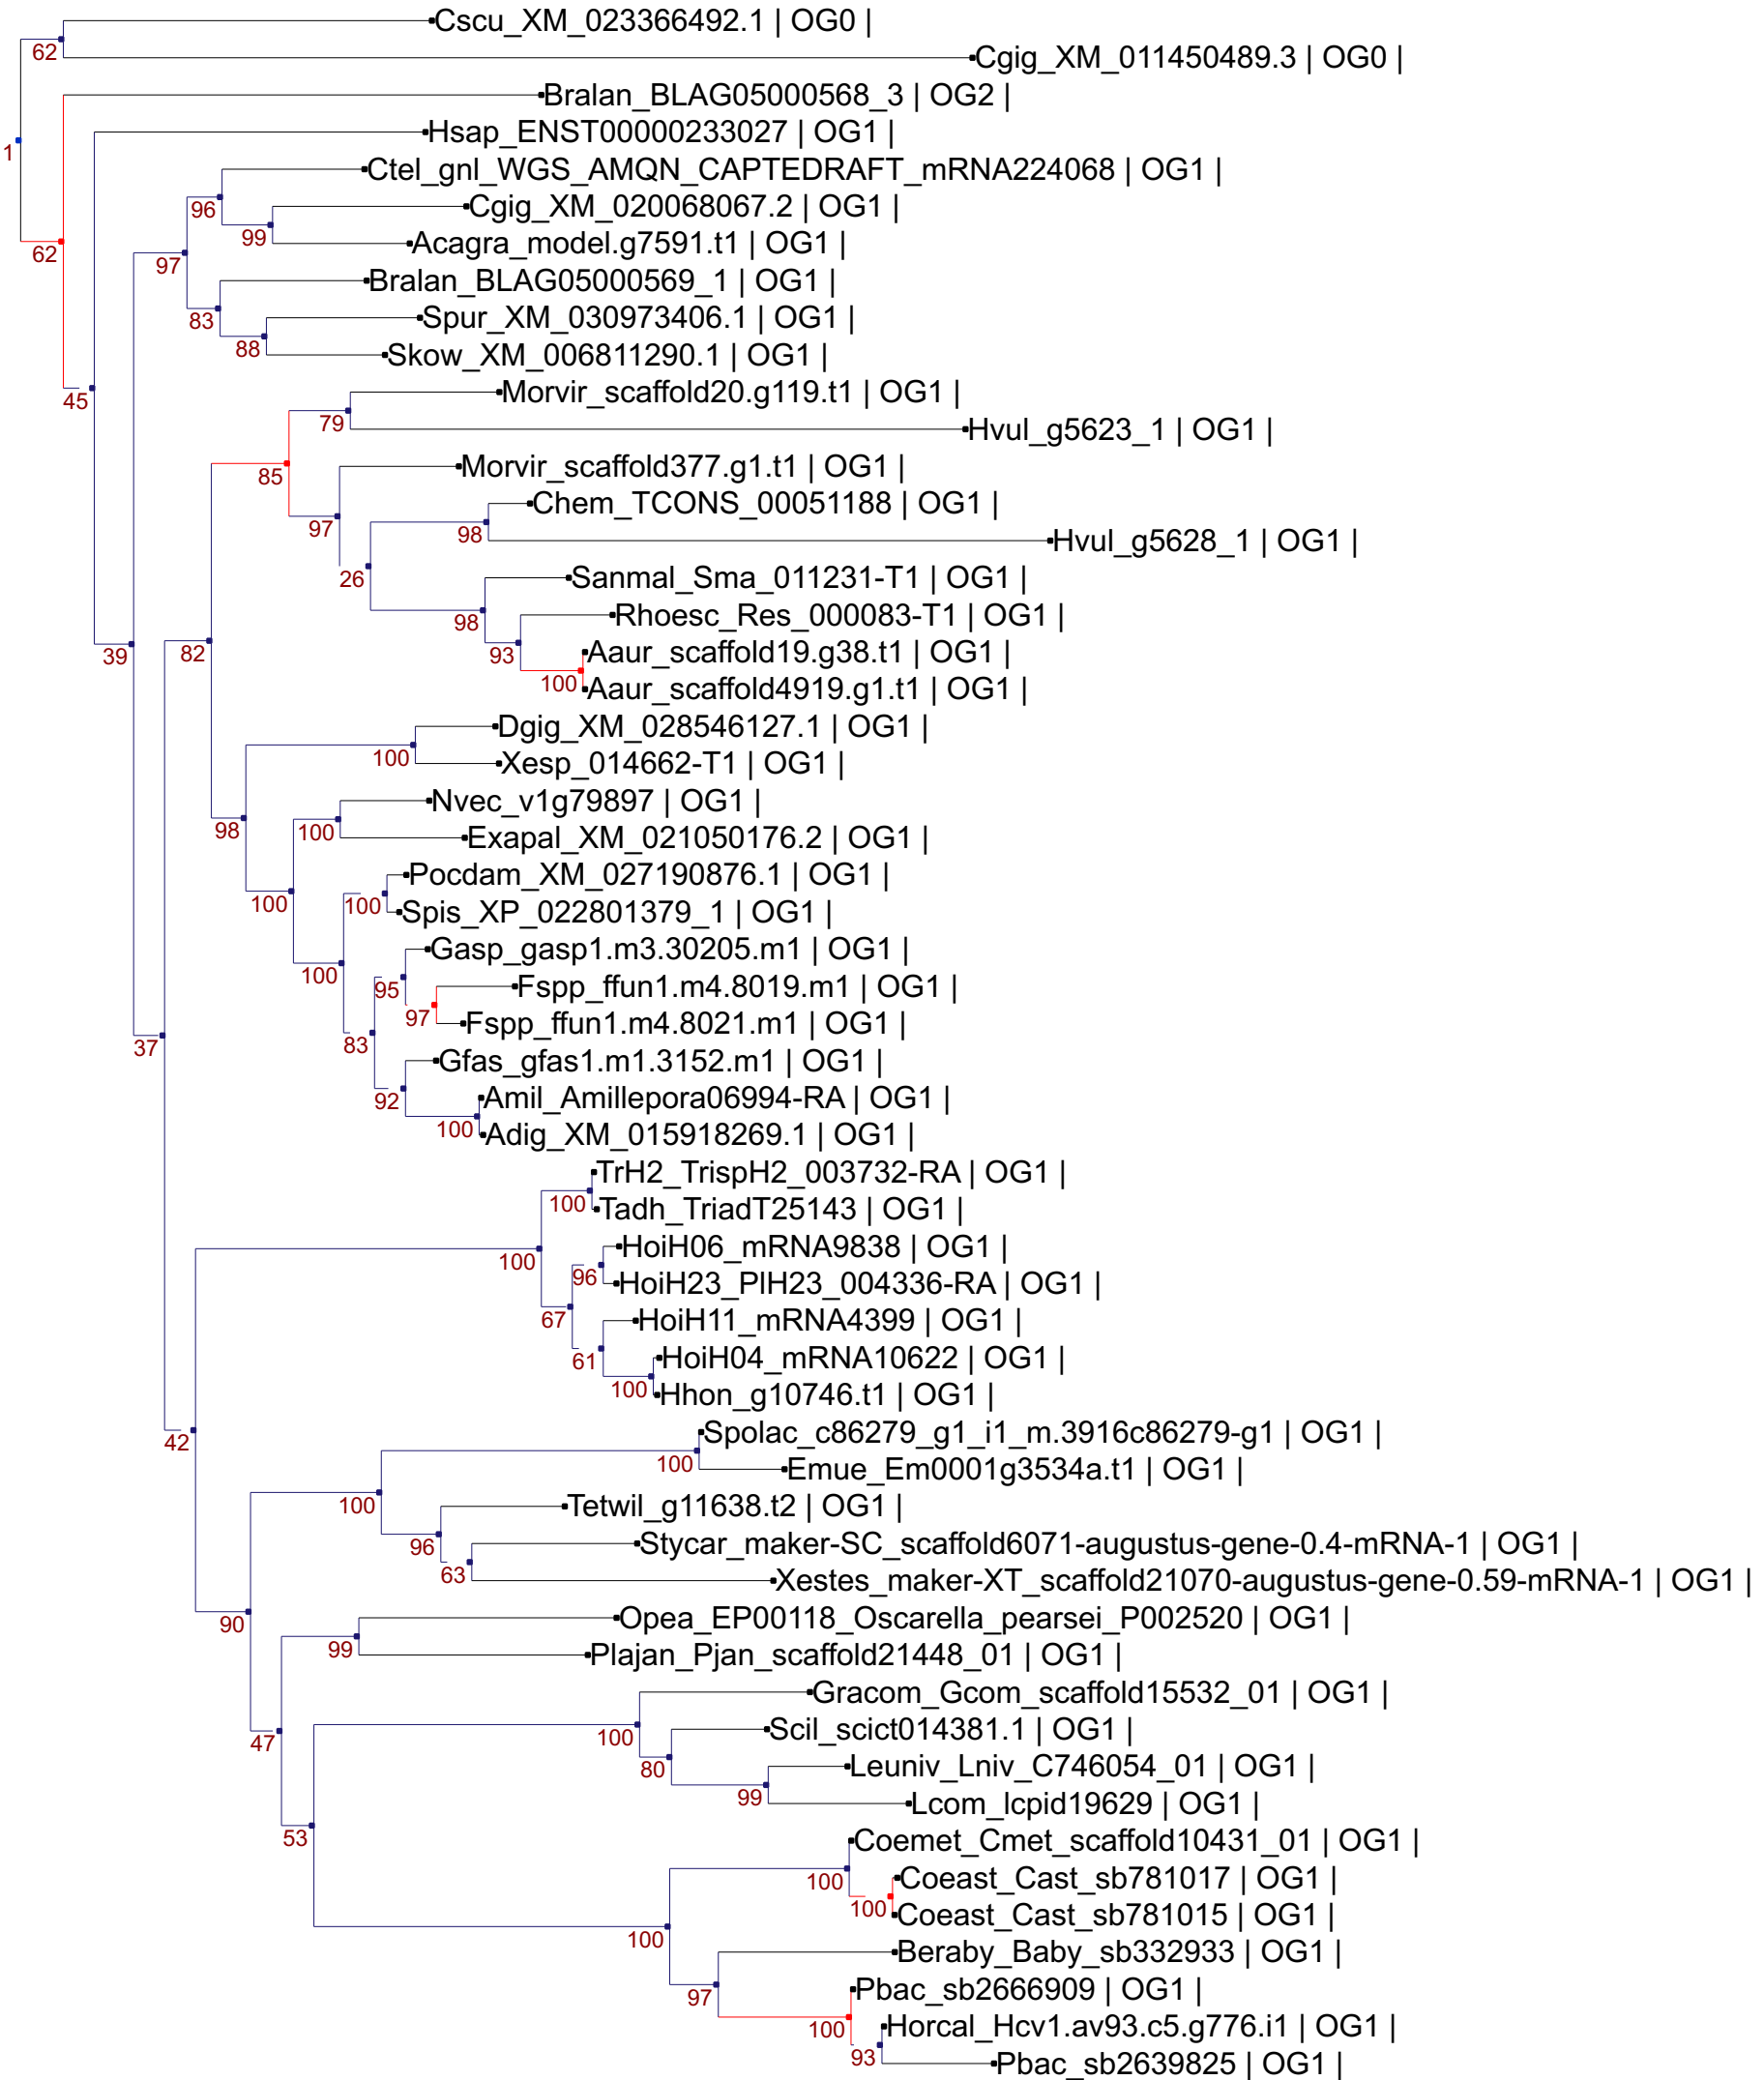 Cscu_XM_023366492.1 | OG0 |
62
Cgig_XM_011450489.3 | OG0 |
Bralan_BLAG05000568_3 | OG2 |
Hsap_ENST00000233027 | OG1 |
1
Ctel_gnl_WGS_AMQN_CAPTEDRAFT_mRNA224068 | OG1 |
96
Cgig_XM_020068067.2 | OG1 |
99
Acagra_model.g7591.t1 | OG1 |
62
97
Bralan_BLAG05000569_1 | OG1 |
83
Spur_XM_030973406.1 | OG1 |
88
Skow_XM_006811290.1 | OG1 |
45
Morvir_scaffold20.g119.t1 | OG1 |
79
Hvul_g5623_1 | OG1 |
85
Morvir_scaffold377.g1.t1 | OG1 |
97
Chem_TCONS_00051188 | OG1 |
98
Hvul_g5628_1 | OG1 |
26
Sanmal_Sma_011231-T1 | OG1 |
98
Rhoesc_Res_000083-T1 | OG1 |
39
82
93
Aaur_scaffold19.g38.t1 | OG1 |
100
Aaur_scaffold4919.g1.t1 | OG1 |
Dgig_XM_028546127.1 | OG1 |
100
Xesp_014662-T1 | OG1 |
Nvec_v1g79897 | OG1 |
98
100
Exapal_XM_021050176.2 | OG1 |
Pocdam_XM_027190876.1 | OG1 |
100
100
Spis_XP_022801379_1 | OG1 |
Gasp_gasp1.m3.30205.m1 | OG1 |
100
95
Fspp_ffun1.m4.8019.m1 | OG1 |
97
Fspp_ffun1.m4.8021.m1 | OG1 |
37
83
Gfas_gfas1.m1.3152.m1 | OG1 |
92
Amil_Amillepora06994-RA | OG1 |
100
Adig_XM_015918269.1 | OG1 |
TrH2_TrispH2_003732-RA | OG1 |
100
Tadh_TriadT25143 | OG1 |
100
HoiH06_mRNA9838 | OG1 |
96
HoiH23_PlH23_004336-RA | OG1 |
67
HoiH11_mRNA4399 | OG1 |
61
HoiH04_mRNA10622 | OG1 |
100
Hhon_g10746.t1 | OG1 |
42
Spolac_c86279_g1_i1_m.3916c86279-g1 | OG1 |
100
Emue_Em0001g3534a.t1 | OG1 |
100
Tetwil_g11638.t2 | OG1 |
96
Stycar_maker-SC_scaffold6071-augustus-gene-0.4-mRNA-1 | OG1 |
63
Xestes_maker-XT_scaffold21070-augustus-gene-0.59-mRNA-1 | OG1 |
90
Opea_EP00118_Oscarella_pearsei_P002520 | OG1 |
99
Plajan_Pjan_scaffold21448_01 | OG1 |
Gracom_Gcom_scaffold15532_01 | OG1 |
47
100
Scil_scict014381.1 | OG1 |
80
Leuniv_Lniv_C746054_01 | OG1 |
99
Lcom_lcpid19629 | OG1 |
53
Coemet_Cmet_scaffold10431_01 | OG1 |
100
Coeast_Cast_sb781017 | OG1 |
100
Coeast_Cast_sb781015 | OG1 |
100
Beraby_Baby_sb332933 | OG1 |
97
Pbac_sb2666909 | OG1 |
100
Horcal_Hcv1.av93.c5.g776.i1 | OG1 |
93
Pbac_sb2639825 | OG1 |